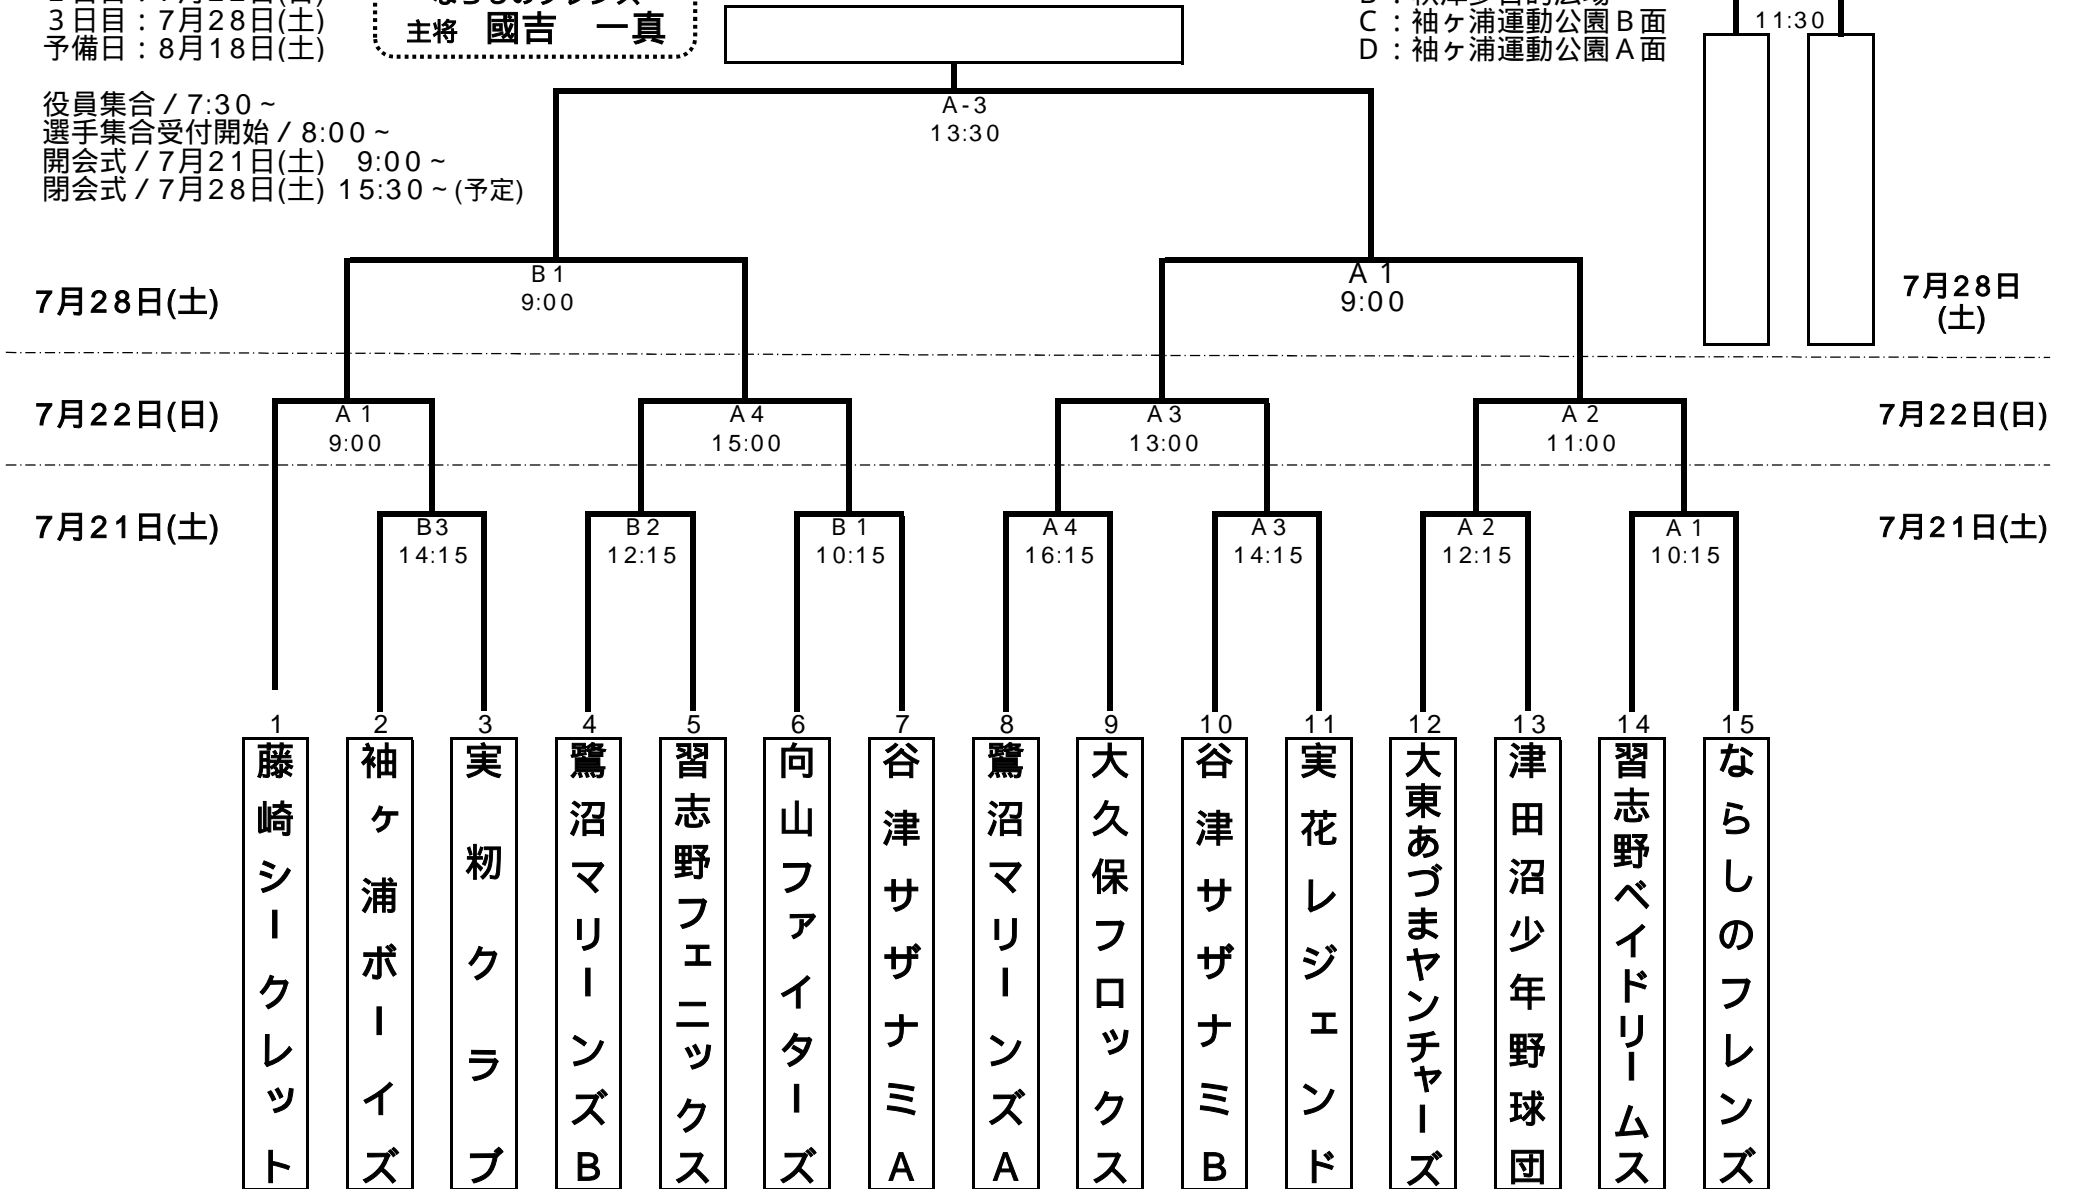 3日目：7月28日(土)
予備日：8月18日(土)
ならしのフレンズ
主将 國吉 一真
C：袖ヶ浦運動公園B面
D：袖ヶ浦運動公園A面
11:30
役員集合/7:30~
選手集合受付開始/8:00~
開会式/7月21日(土) 9:00~
閉会式/7月28日(土) 15:30~(予定)
A-3
13:30
7月28日(土)
B1
9:00
A1
9:00
7月28日
(土)
7月22日(日)
A1
9:00
A4
15:00
A3
13:00
A2
11:00
7月22日(日)
7月21日(土)
B3
14:15
B2
12:15
B1
10:15
A4
16:15
A3
14:15
A2
12:15
A1
10:15
7月21日(土)
1
藤崎シークレット
2
袖ヶ浦ボーイズ
3
実籾クラブ
4
鷺沼マリーンズB
5
習志野フェニックス
6
向山ファイターズ
7
谷津サザナミA
8
鷺沼マリーンズA
9
大久保フロックス
10
谷津サザナミB
11
実花レジェンド
12
大東あづまヤンチャーズ
13
津田沼少年野球団
14
習志野ベイドリームス
15
ならしのフレンズ